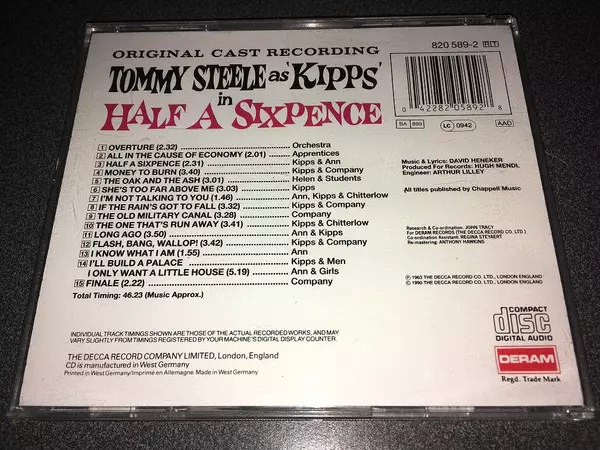 ORIGINAL CAST RECORDING
TOMMY STEELE as 'KIPPS'
in
HALF A SIXPENCE
820 589-2 RIT
0 42282 05892 8
BA 899 LC 0942 AAD
1 OVERTURE (2.32) Orchestra
2 ALL IN THE CAUSE OF ECONOMY (2.01) Apprentices
3 HALF A SIXPENCE (2.31) Kipps & Ann
4 MONEY TO BURN (3.40) Kipps & Company
5 THE OAK AND THE ASH (3.01) Helen & Students
6 SHE'S TOO FAR ABOVE ME (3.03) Kipps
7 I'M NOT TALKING TO YOU (1.46) Ann, Kipps & Chitterlow
8 IF THE RAIN'S GOT TO FALL (3.32) Kipps & Company
9 THE OLD MILITARY CANAL (3.28) Company
10 THE ONE THAT'S RUN AWAY (3.41) Kipps & Chitterlow
11 LONG AGO (3.50) Ann & Kipps
12 FLASH, BANG, WALLOP! (3.42) Kipps & Company
13 I KNOW WHAT I AM (1.55) Ann
14 I'LL BUILD A PALACE Kipps & Men
I ONLY WANT A LITTLE HOUSE (5.19) Ann & Girls
15 FINALE (2.22) Company
Total Timing: 46.23 (Music Approx.)
Music & Lyrics: DAVID HENEKER
Produced For Records: HUGH MENDL
Engineer: ARTHUR LILLEY
All titles published by Chappell Music
Research & Co-ordination: JOHN TRACY
For DERAM RECORDS (THE DECCA RECORD CO. LTD.)
Co-ordination Assistant: REGINA STEVAERT
Re-mastering: ANTHONY HAWKINS
Ⓟ 1963 THE DECCA RECORD CO. LTD., LONDON ENGLAND
© 1990 THE DECCA RECORD CO. LTD., LONDON ENGLAND
INDIVIDUAL TRACK TIMINGS SHOWN ARE THOSE OF THE ACTUAL RECORDED WORKS, AND MAY
VARY SLIGHTLY FROM TIMINGS REGISTERED BY YOUR MACHINE'S DIGITAL DISPLAY COUNTER.
THE DECCA RECORD COMPANY LIMITED, London, England
CD is manufactured in West Germany
Printed in West Germany/Imprimé en Allemagne Made in West Germany
COMPACT
disc
DIGITAL AUDIO
DERAM
Regd. Trade Mark